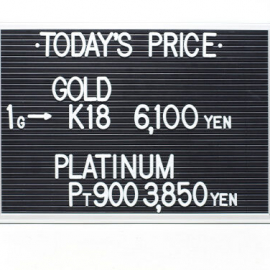 ·TODAY'S PRICE·
GOLD
1G→ K18 6,100 YEN
PLATINUM
PT900 3,850 YEN